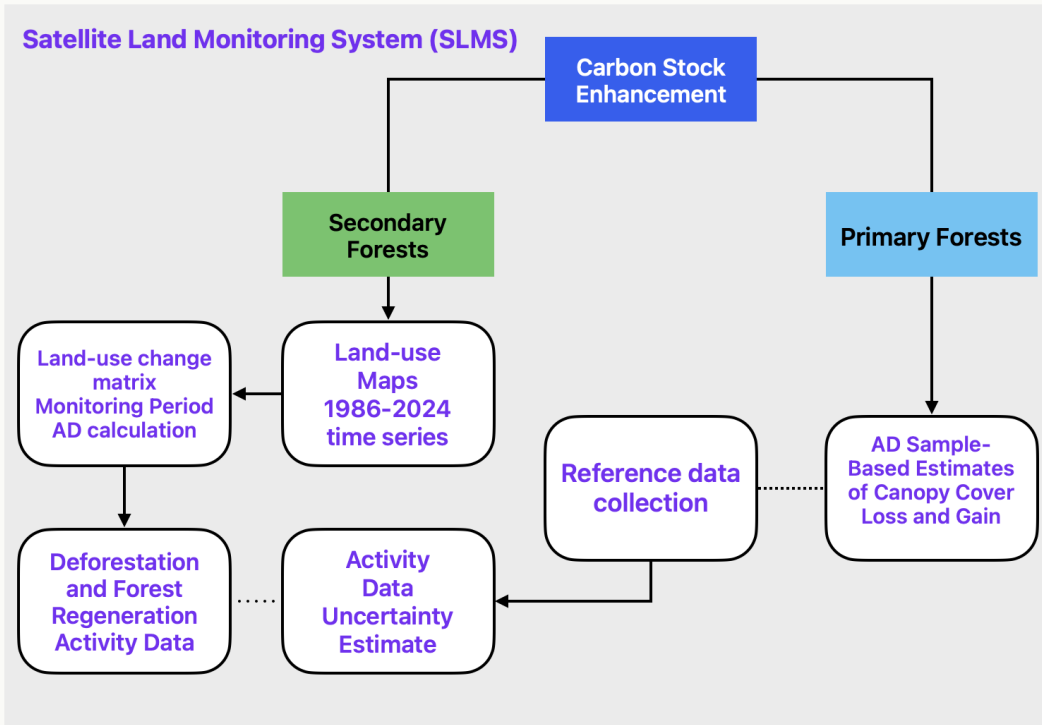 Satellite Land Monitoring System (SLMS)
Carbon Stock
Enhancement
Secondary
Forests
Primary Forests
Land-use change
matrix
Monitoring Period
AD calculation
Land-use
Maps
1986-2024
time series
Reference data
collection
AD Sample-
Based Estimates
of Canopy Cover
Loss and Gain
Deforestation
and Forest
Regeneration
Activity Data
Activity
Data
Uncertainty
Estimate